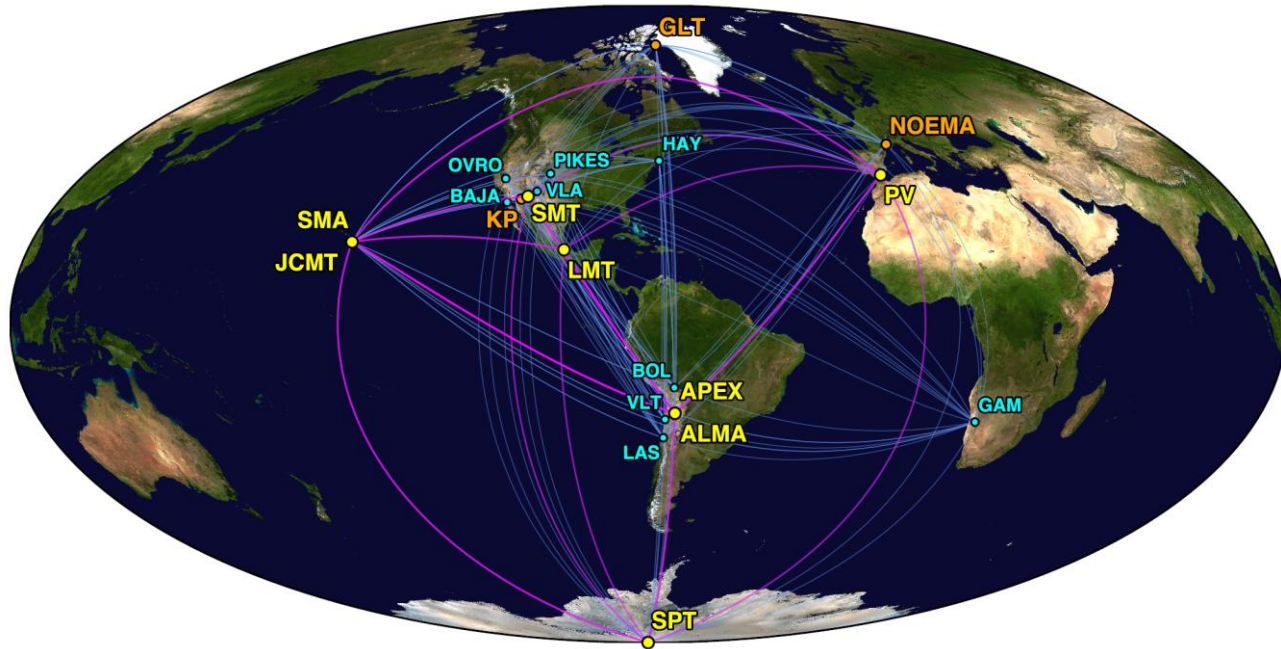 GLT
NOEMA
HAY
PIKES
OVRO
VLA
BAJA
SMT
KP
PV
SMA
JCMT
LMT
BOL
APEX
VLT
GAM
ALMA
LAS
SPT